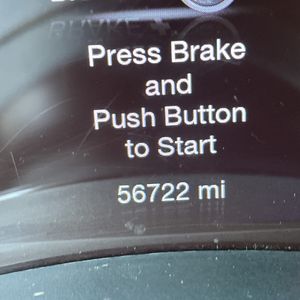 Press Brake
and
Push Button
to Start
56722 mi